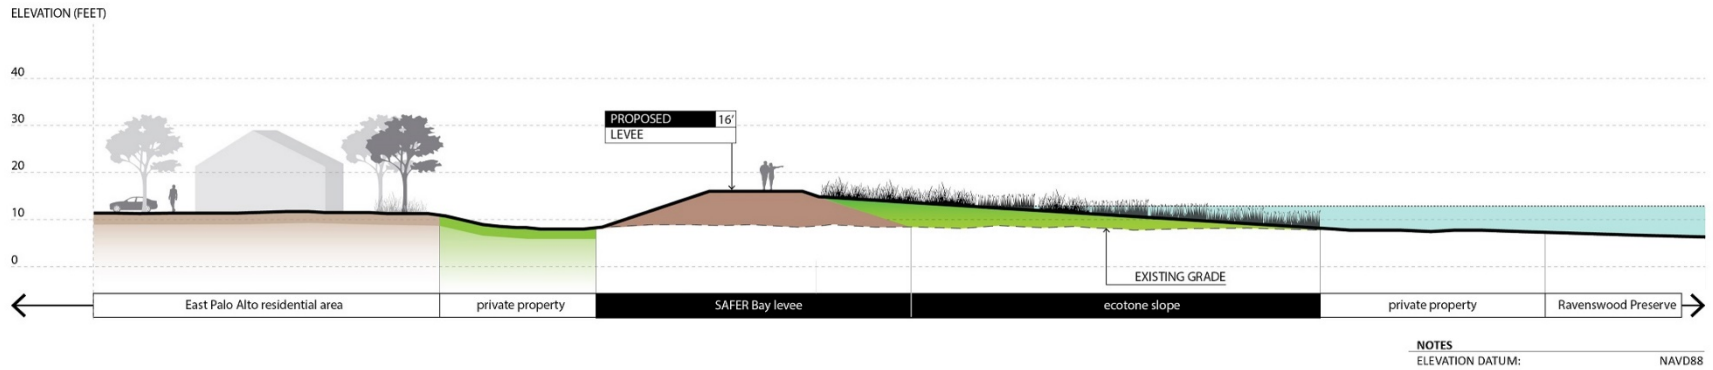 ELEVATION (FEET)
40
30
20
10
0
PROPOSED 16'
LEVEE
EXISTING GRADE
East Palo Alto residential area
private property
SAFER Bay levee
ecotone slope
private property
Ravenswood Preserve
NOTES
ELEVATION DATUM: NAVD88